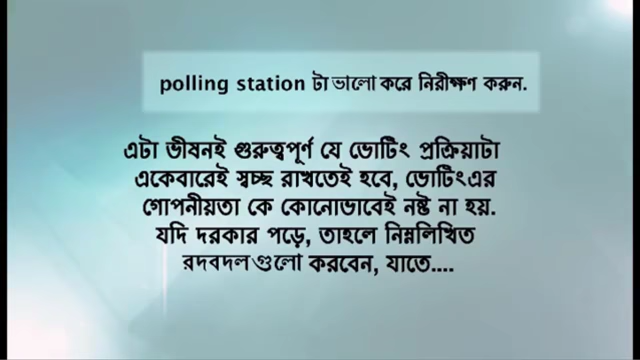 polling station টা ভালো করে নিরীক্ষণ করুন.
এটা ভীষনই গুরুত্বপূর্ণ যে ভোটিং প্রক্রিয়াটা
একেবারেই স্বচ্ছ রাখতেই হবে, ভোটিংএর
গোপনীয়তা কে কোনোভাবেই নষ্ট না হয়.
যদি দরকার পড়ে, তাহলে নিম্নলিখিত
রদবদল গুলো করবেন, যাতে....